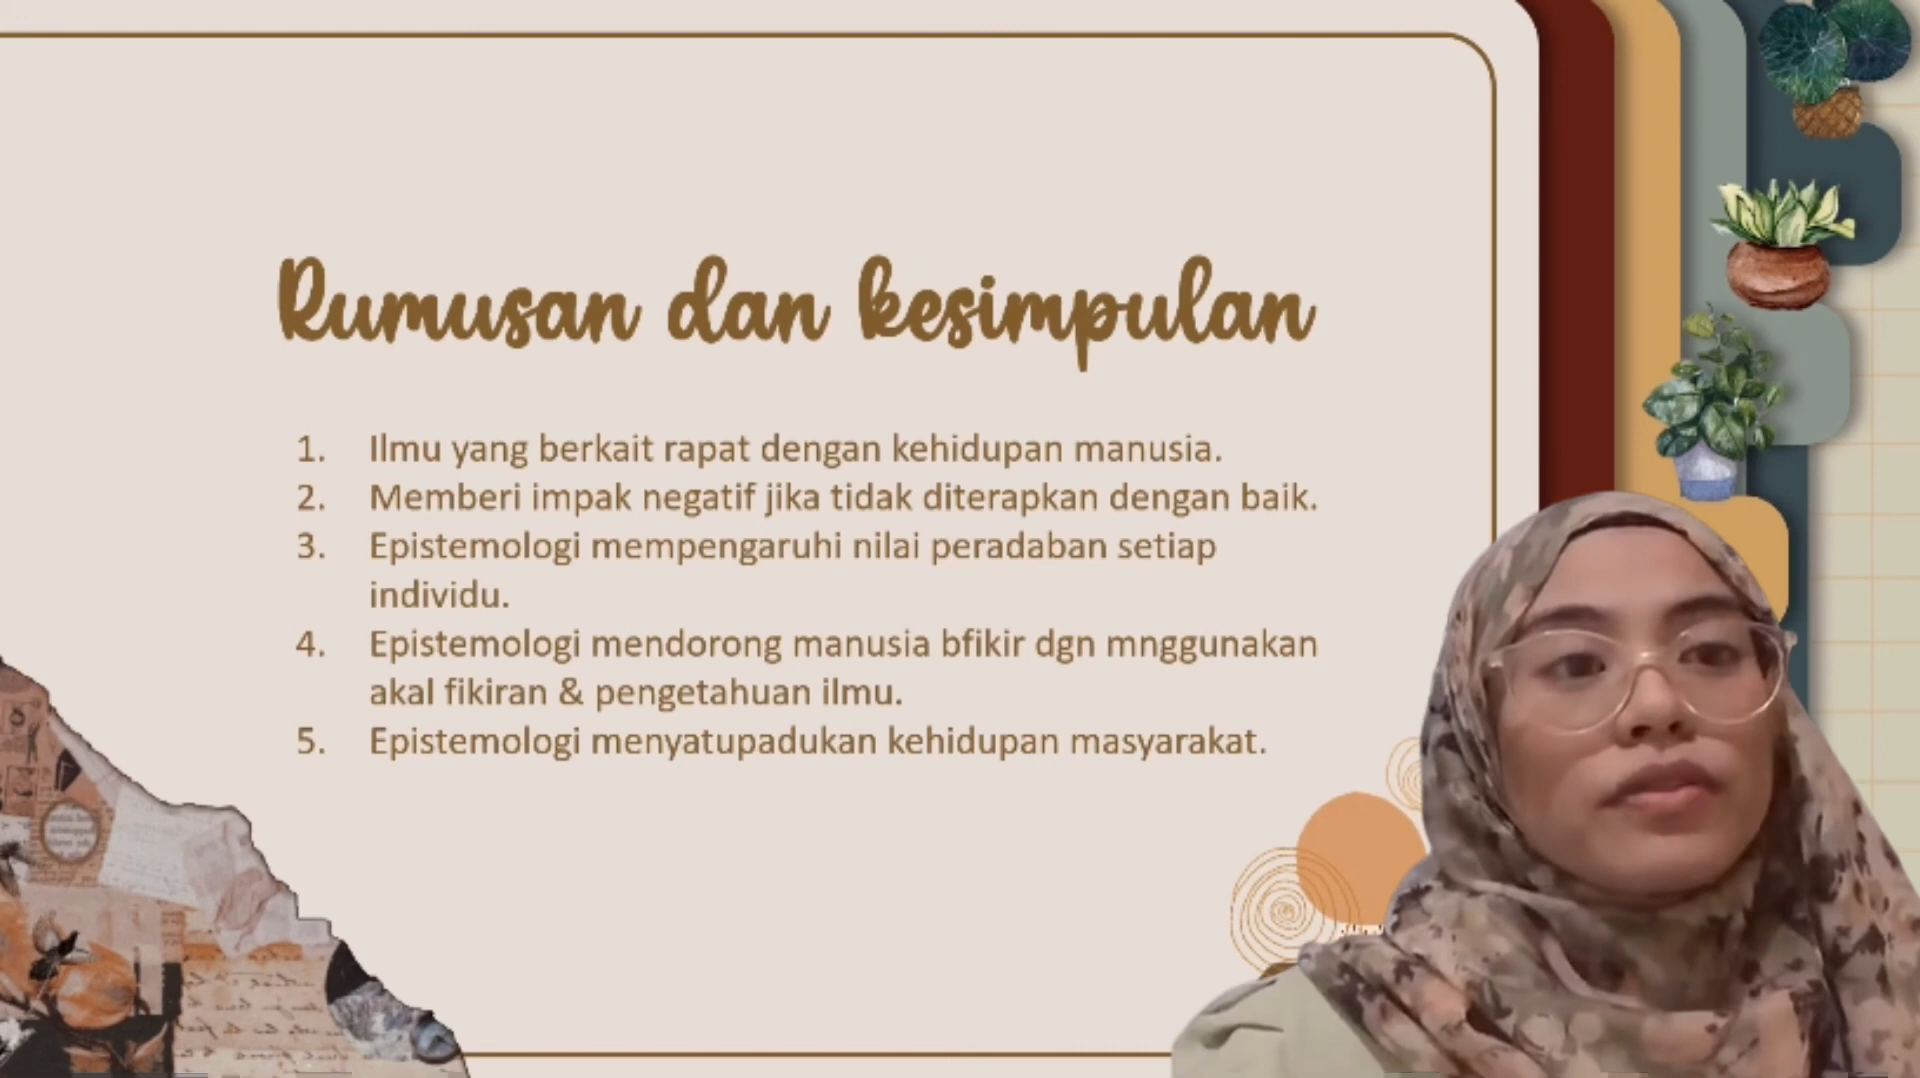 Rumusan dan kesimpulan
1. Ilmu yang berkait rapat dengan kehidupan manusia.
2. Memberi impak negatif jika tidak diterapkan dengan baik.
3. Epistemologi mempengaruhi nilai peradaban setiap
individu.
4. Epistemologi mendorong manusia bfikir dgn mnggunakan
akal fikiran & pengetahuan ilmu.
5. Epistemologi menyatupadukan kehidupan masyarakat.